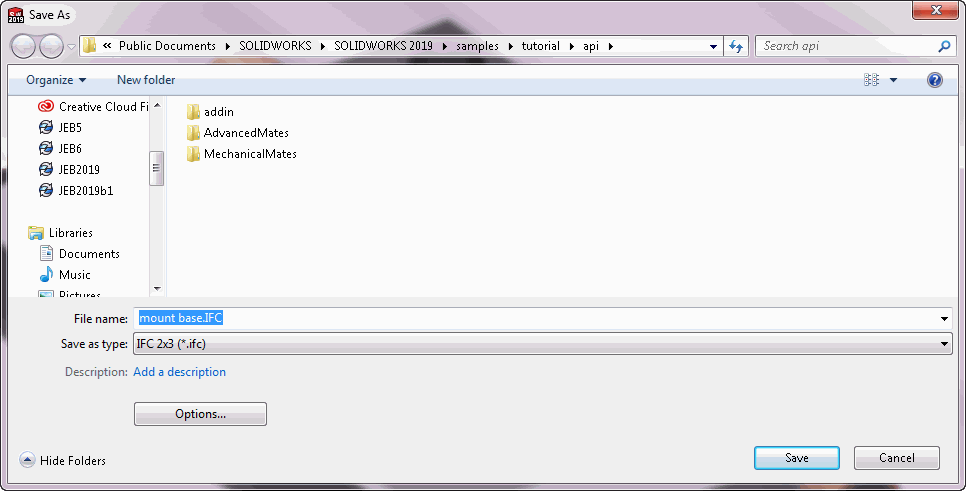 Save As
2019
« Public Documents SOLIDWORKS SOLIDWORKS 2019 samples tutorial api
Search api
Organize
New folder
Creative Cloud Fi
JEB5
JEB6
JEB2019
JEB2019b1
Libraries
Documents
Music
Pictures
addin
AdvancedMates
MechanicalMates
File name: mount base.IFC
Save as type: IFC 2x3 (*.ifc)
Description: Add a description
Options...
Hide Folders
Save
Cancel